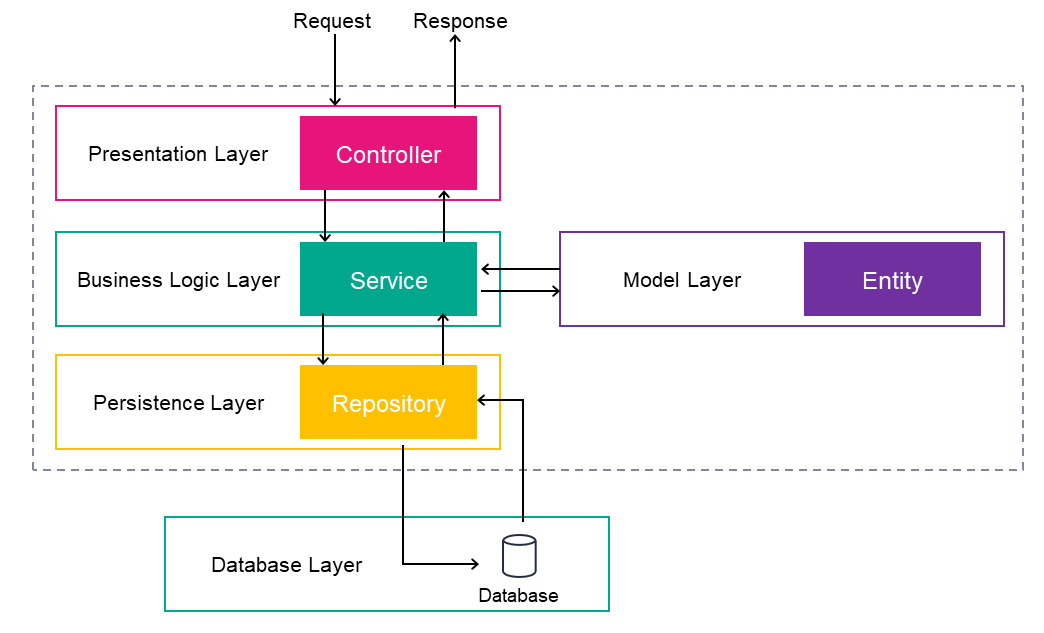 Request
Response
Presentation Layer
Controller
Business Logic Layer
Service
Model Layer
Entity
Persistence Layer
Repository
Database Layer
Database